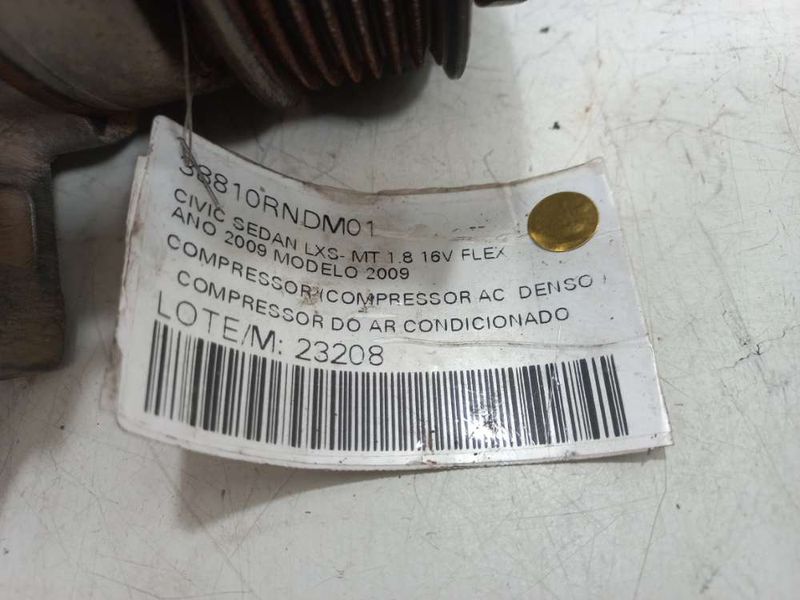 38810RNDM01
CIVIC SEDAN LXS- MT 1.8 16V FLEX
ANO 2009 MODELO 2009
COMPRESSOR (COMPRESSOR AC DENSO )
COMPRESSOR DO AR CONDICIONADO
LOTE/M: 23208